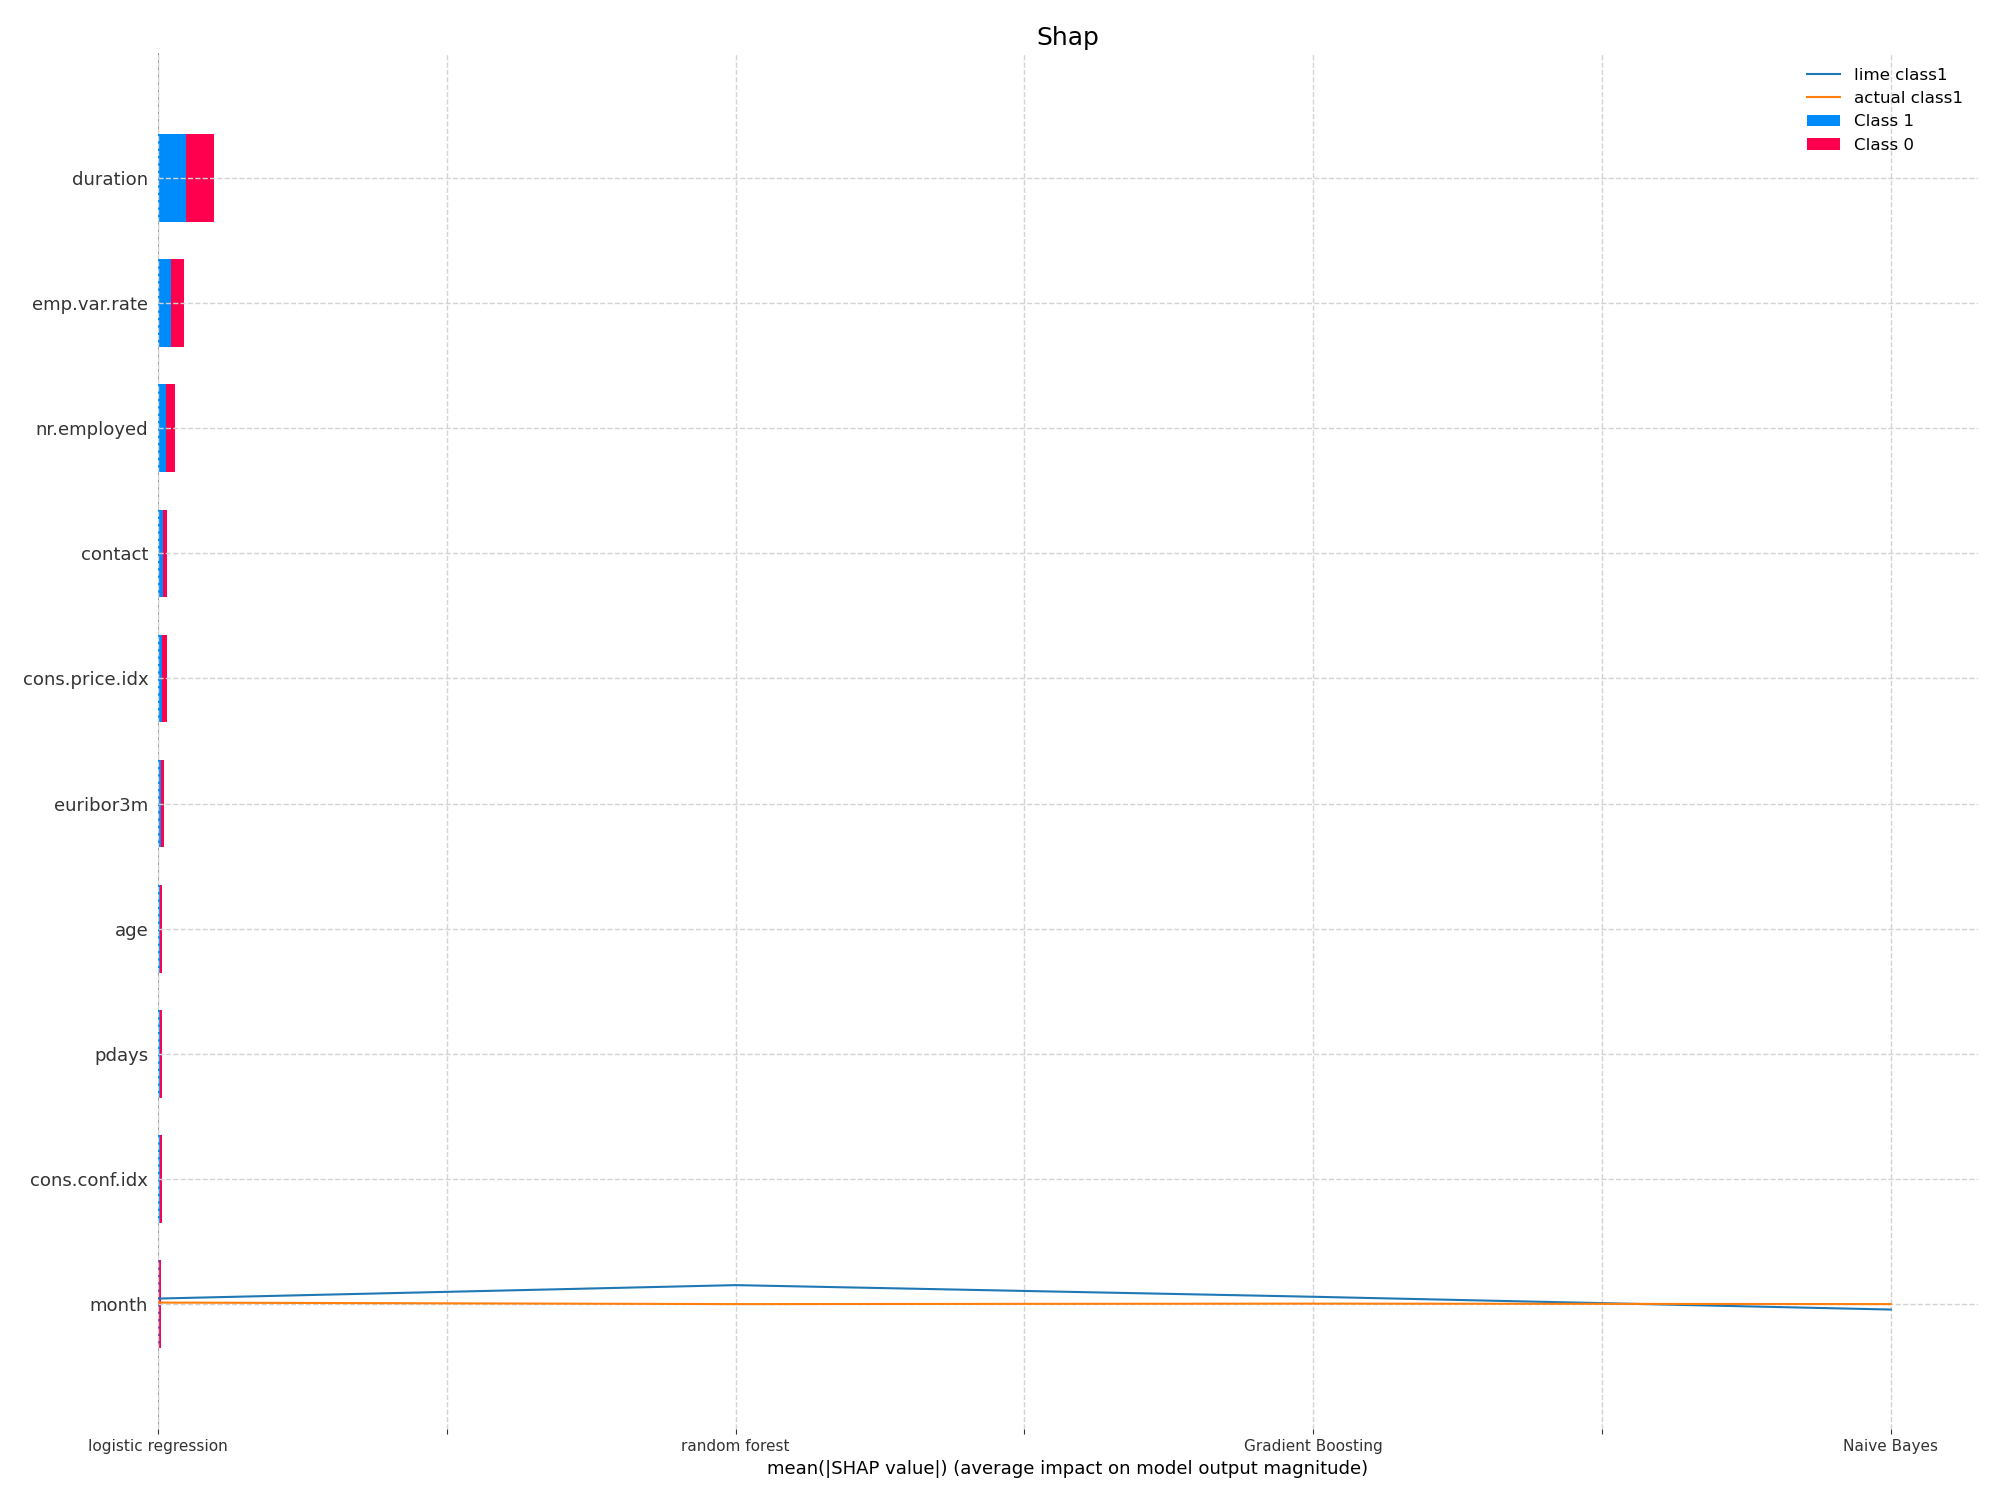 Shap
lime class1
actual class1
Class 1
Class 0
duration
emp.var.rate
nr.employed
contact
cons.price.idx
euribor3m
age
pdays
cons.conf.idx
month
logistic regression random forest Gradient Boosting Naive Bayes
mean(|SHAP value|) (average impact on model output magnitude)